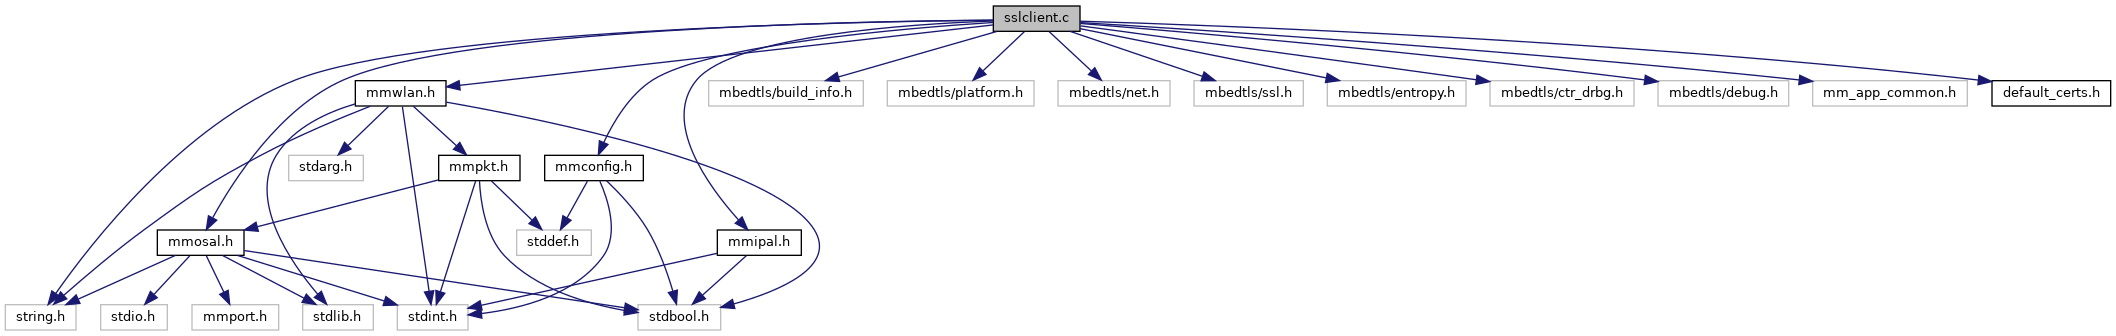 sslclient.c
mmwlan.h
mbedtls/build_info.h
mbedtls/platform.h
mbedtls/net.h
mbedtls/ssl.h
mbedtls/entropy.h
mbedtls/ctr_drbg.h
mbedtls/debug.h
mm_app_common.h
default_certs.h
stdarg.h
mmpkt.h
mmconfig.h
mmosal.h
stddef.h
mmipal.h
string.h
stdio.h
mmport.h
stdlib.h
stdint.h
stdbool.h